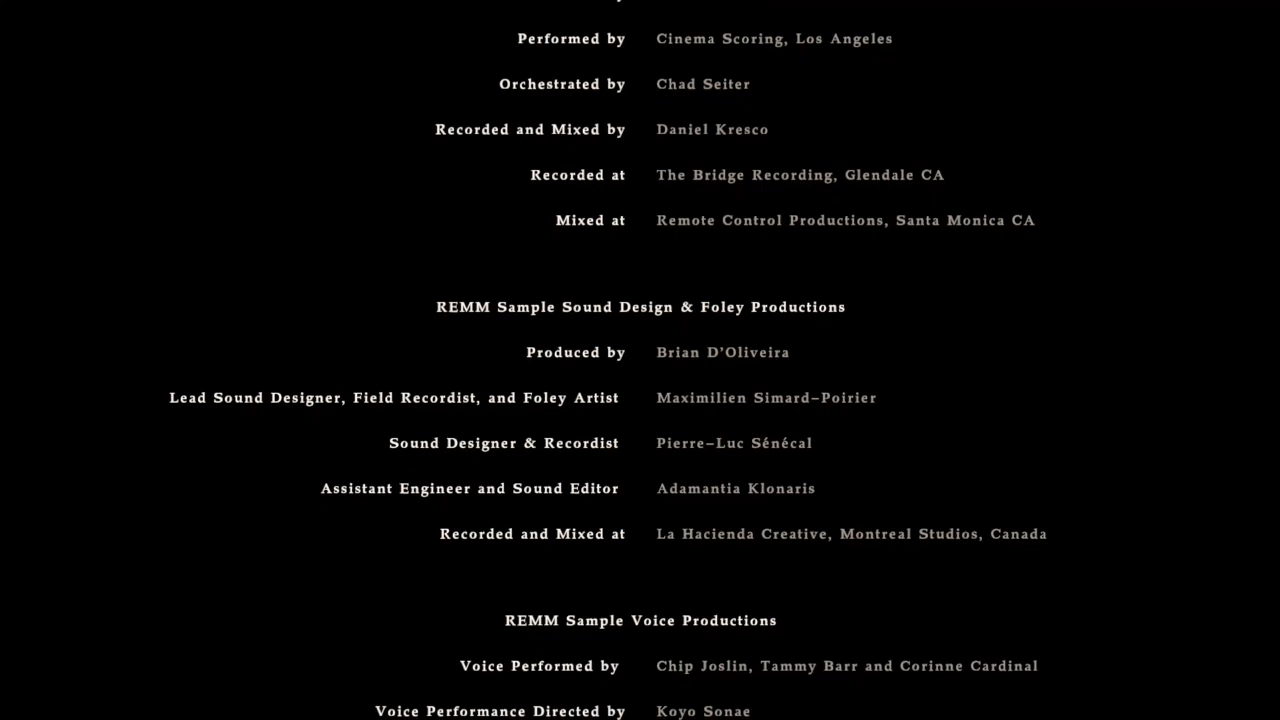 Performed by Cinema Scoring, Los Angeles
Orchestrated by Chad Seiter
Recorded and Mixed by Daniel Kresco
Recorded at The Bridge Recording, Glendale CA
Mixed at Remote Control Productions, Santa Monica CA
REMM Sample Sound Design & Foley Productions
Produced by Brian D’Oliveira
Lead Sound Designer, Field Recordist, and Foley Artist Maximilien Simard–Poirier
Sound Designer & Recordist Pierre–Luc Sénécal
Assistant Engineer and Sound Editor Adamantia Klonaris
Recorded and Mixed at La Hacienda Creative, Montreal Studios, Canada
REMM Sample Voice Productions
Voice Performed by Chip Joslin, Tammy Barr and Corinne Cardinal
Voice Performance Directed by Koyo Sonae